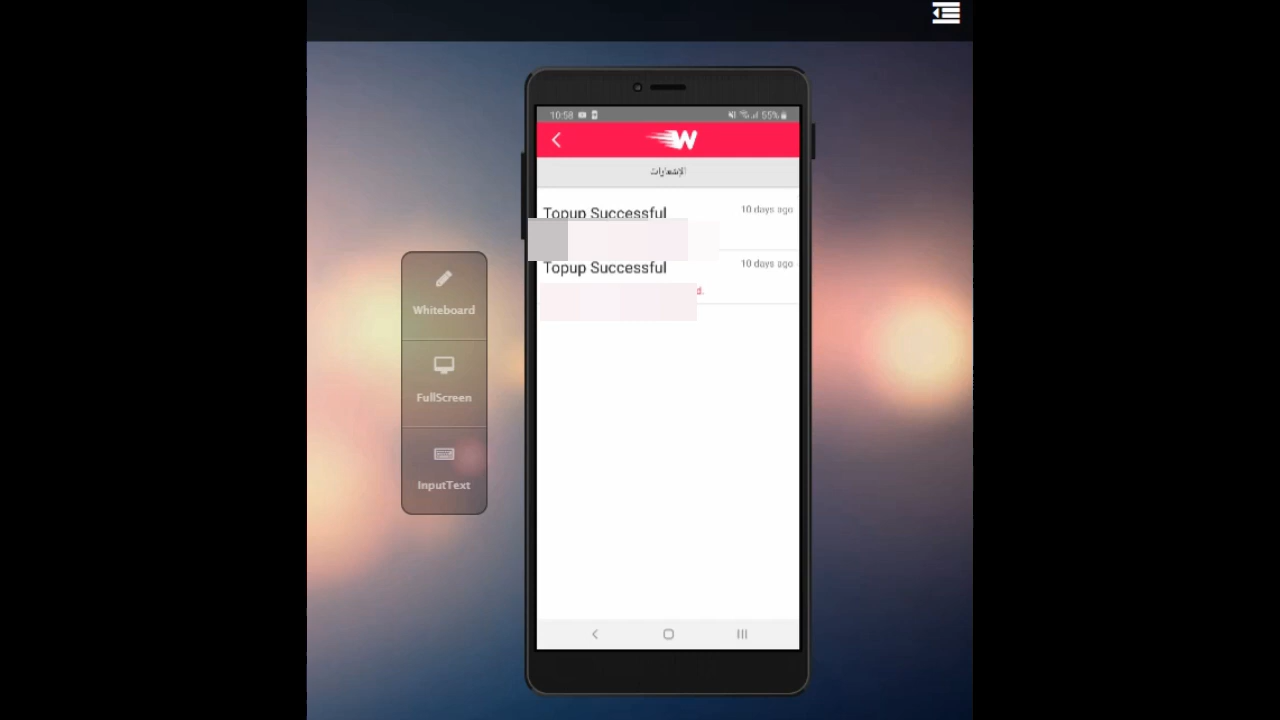 10:58
55%
W
الإشعارات
Topup Successful
10 days ago
Topup Successful
10 days ago
d.
Whiteboard
FullScreen
InputText